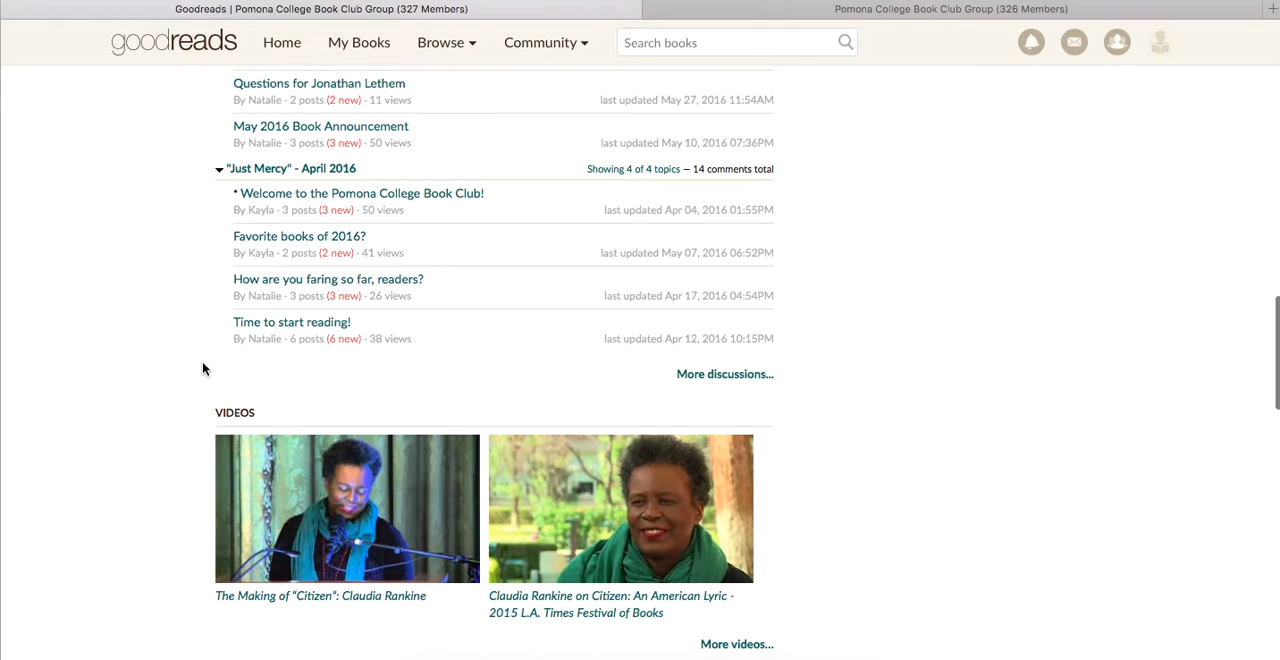 Goodreads | Pomona College Book Club Group (327 Members)
Pomona College Book Club Group (326 Members)
goodreads Home My Books Browse Community Search books
Questions for Jonathan Lethem
By Natalie · 2 posts (2 new) · 11 views last updated May 27, 2016 11:54AM
May 2016 Book Announcement
By Natalie · 3 posts (3 new) · 50 views last updated May 10, 2016 07:36PM
"Just Mercy" - April 2016 Showing 4 of 4 topics — 14 comments total
* Welcome to the Pomona College Book Club!
By Kayla · 3 posts (3 new) · 50 views last updated Apr 04, 2016 01:55PM
Favorite books of 2016?
By Kayla · 2 posts (2 new) · 41 views last updated May 07, 2016 06:52PM
How are you faring so far, readers?
By Natalie · 3 posts (3 new) · 26 views last updated Apr 17, 2016 04:54PM
Time to start reading!
By Natalie · 6 posts (6 new) · 38 views last updated Apr 12, 2016 10:15PM
More discussions...
VIDEOS
The Making of “Citizen”: Claudia Rankine
Claudia Rankine on Citizen: An American Lyric -
2015 L.A. Times Festival of Books
More videos...